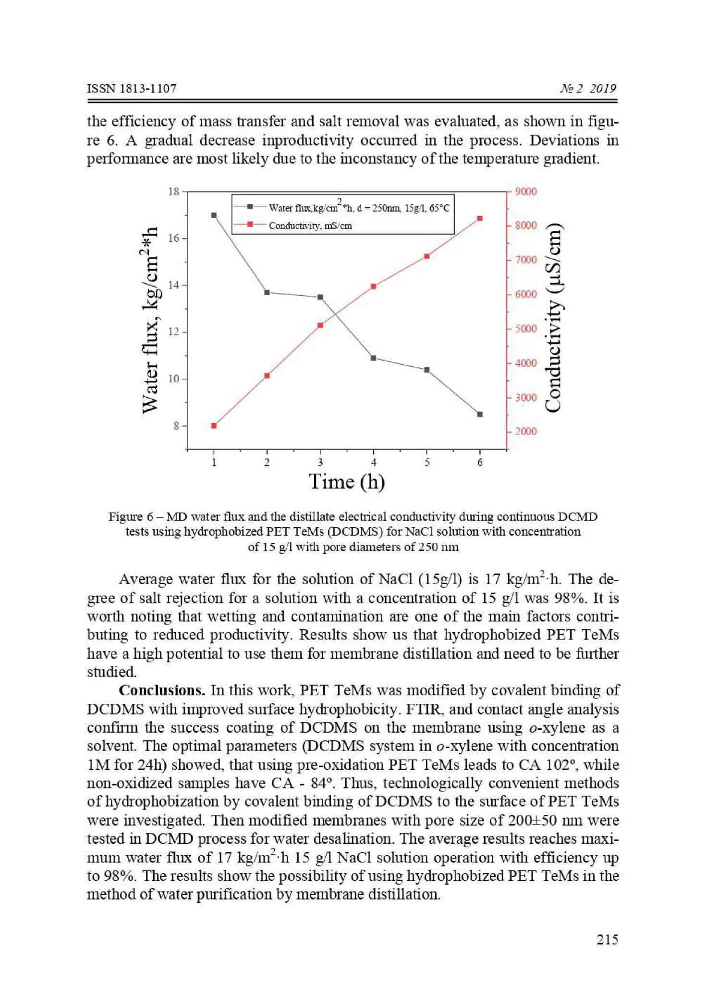 ISSN 1813-1107 № 2 2019
the efficiency of mass transfer and salt removal was evaluated, as shown in figu-
re 6. A gradual decrease inproductivity occurred in the process. Deviations in
performance are most likely due to the inconstancy of the temperature gradient.
Water flux, kg/cm²*h
18
16
14
12
10
8
Water flux,kg/cm²*h, d = 250nm, 15g/l, 65°C
Conductivity, mS/cm
9000
8000
7000
6000
5000
4000
3000
2000
Conductivity (µS/cm)
1 2 3 4 5 6
Time (h)
Figure 6 – MD water flux and the distillate electrical conductivity during continuous DCMD
tests using hydrophobized PET TeMs (DCDMS) for NaCl solution with concentration
of 15 g/l with pore diameters of 250 nm
Average water flux for the solution of NaCl (15g/l) is 17 kg/m²·h. The de-
gree of salt rejection for a solution with a concentration of 15 g/l was 98%. It is
worth noting that wetting and contamination are one of the main factors contri-
buting to reduced productivity. Results show us that hydrophobized PET TeMs
have a high potential to use them for membrane distillation and need to be further
studied.
Conclusions. In this work, PET TeMs was modified by covalent binding of
DCDMS with improved surface hydrophobicity. FTIR, and contact angle analysis
confirm the success coating of DCDMS on the membrane using o-xylene as a
solvent. The optimal parameters (DCDMS system in o-xylene with concentration
1M for 24h) showed, that using pre-oxidation PET TeMs leads to CA 102º, while
non-oxidized samples have CA - 84º. Thus, technologically convenient methods
of hydrophobization by covalent binding of DCDMS to the surface of PET TeMs
were investigated. Then modified membranes with pore size of 200±50 nm were
tested in DCMD process for water desalination. The average results reaches maxi-
mum water flux of 17 kg/m²·h 15 g/l NaCl solution operation with efficiency up
to 98%. The results show the possibility of using hydrophobized PET TeMs in the
method of water purification by membrane distillation.
215